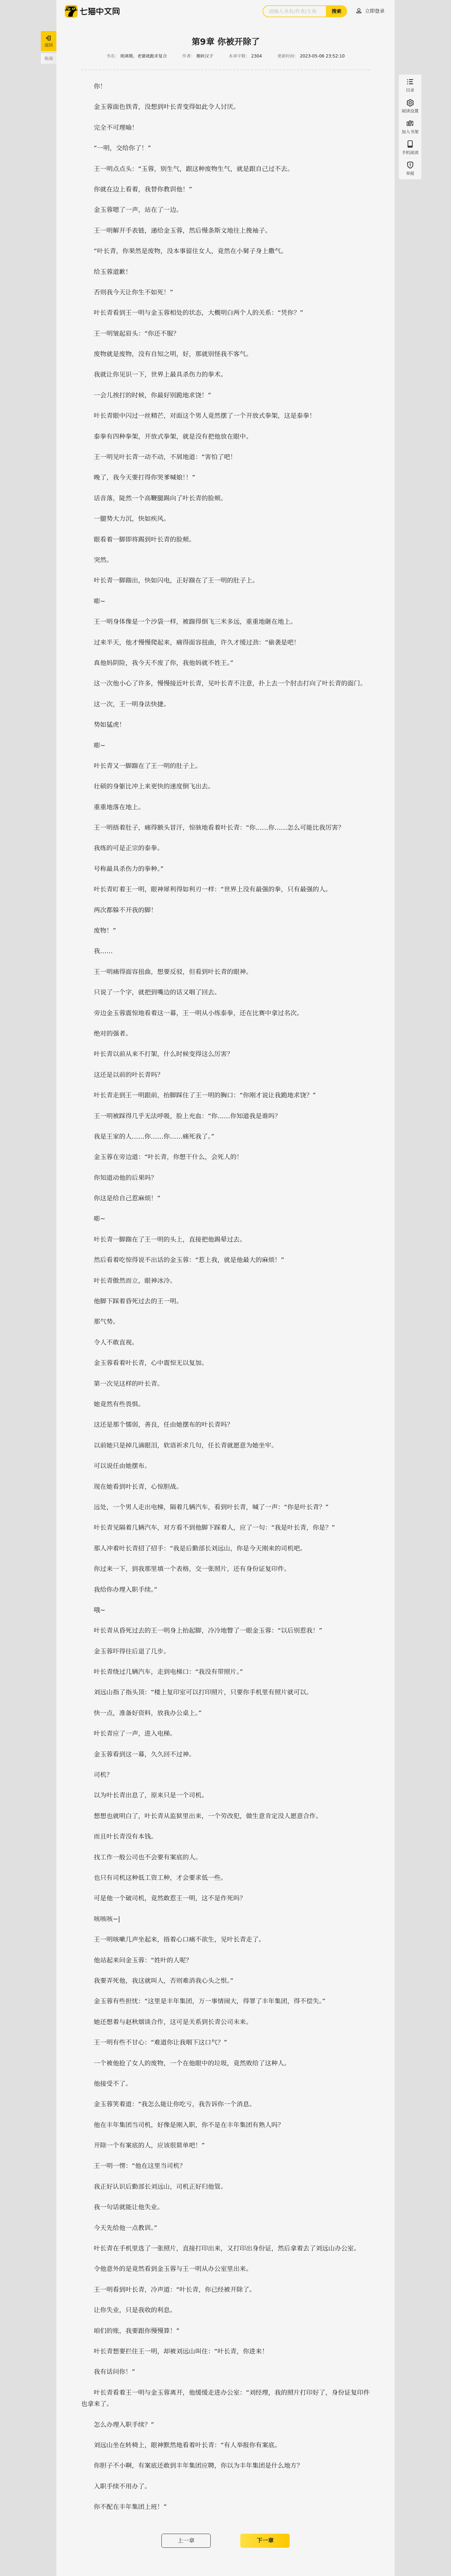 七猫中文网
请输入书名/作者/主角
搜索
立即登录
返回
书页
书架
目录
阅读设置
加入书架
手机阅读
举报
第9章 你被开除了
更新时间： 2023-05-06 23:52:10
本章字数： 2304
你！
金玉蓉面色铁青，没想到叶长青变得如此令人讨厌。
完全不可理喻！
“一明，交给你了！”
王一明点点头：“玉蓉，别生气，跟这种废物生气，就是跟自己过不去。
你就在边上看着，我替你教训他！”
金玉蓉嗯了一声，站在了一边。
王一明解开手表链，递给金玉蓉，然后慢条斯文地往上挽袖子。
“叶长青，你果然是废物，没本事留住女人，竟然在小舅子身上撒气。
给玉蓉道歉！
否则我今天让你生不如死！”
叶长青看到王一明与金玉蓉相处的状态，大概明白两个人的关系：“凭你？”
王一明皱起眉头：“你还不服？
废物就是废物，没有自知之明，好，那就别怪我不客气。
我就让你见识一下，世界上最具杀伤力的拳术。
一会儿挨打的时候，你最好别跪地求饶！”
叶长青眼中闪过一丝精芒，对面这个男人竟然摆了一个开放式拳架，这是泰拳！
泰拳有四种拳架，开放式拳架，就是没有把他放在眼中。
王一明见叶长青一动不动，不屑地道：“害怕了吧！
晚了，我今天要打得你哭爹喊娘！！”
话音落，陡然一个高鞭腿踢向了叶长青的脸颊。
一腿势大力沉，快如疾风。
眼看着一脚即将踢到叶长青的脸颊。
突然。
叶长青一脚踹出，快如闪电，正好踹在了王一明的肚子上。
嘭~
王一明身体像是一个沙袋一样，被踹得倒飞三米多远，重重地砸在地上。
过来半天，他才慢慢爬起来，痛得面容扭曲，许久才缓过劲：“偷袭是吧！
真他妈阴险，我今天不废了你，我他妈就不姓王。”
这一次他小心了许多，慢慢接近叶长青，见叶长青不注意，扑上去一个肘击打向了叶长青的面门。
这一次，王一明身法快捷。
势如猛虎！
嘭~
叶长青又一脚踹在了王一明的肚子上。
壮硕的身躯比冲上来更快的速度倒飞出去。
重重地落在地上。
王一明捂着肚子，痛得额头冒汗，惊骇地看着叶长青：“你……你……怎么可能比我厉害？
我练的可是正宗的泰拳。
号称最具杀伤力的拳种。”
叶长青盯着王一明，眼神犀利得如利刃一样：“世界上没有最强的拳，只有最强的人。
两次都躲不开我的脚！
废物！”
我……
王一明痛得面容扭曲，想要反驳，但看到叶长青的眼神。
只说了一个字，就把到嘴边的话又咽了回去。
旁边金玉蓉震惊地看着这一幕，王一明从小练泰拳，还在比赛中拿过名次。
绝对的强者。
叶长青以前从来不打架，什么时候变得这么厉害？
这还是以前的叶长青吗？
叶长青走到王一明跟前，抬脚踩住了王一明的胸口：“你刚才说让我跪地求饶？”
王一明被踩得几乎无法呼吸，脸上充血：“你……你知道我是谁吗？
我是王家的人……你……你……痛死我了。”
金玉蓉在旁边道：“叶长青，你想干什么，会死人的！
你知道动他的后果吗？
你这是给自己惹麻烦！”
嘭~
叶长青一脚踹在了王一明的头上，直接把他踢晕过去。
然后看着吃惊得说不出话的金玉蓉：“惹上我，就是他最大的麻烦！”
叶长青傲然而立，眼神冰冷。
他脚下踩着昏死过去的王一明。
那气势。
令人不敢直视。
金玉蓉看着叶长青，心中震惊无以复加。
第一次见这样的叶长青。
她竟然有些畏惧。
这还是那个懦弱，善良，任由她摆布的叶长青吗？
以前她只是掉几滴眼泪，软语祈求几句，任长青就愿意为她坐牢。
可以说任由她摆布。
现在她看到叶长青，心惊胆战。
远处，一个男人走出电梯，隔着几辆汽车，看到叶长青，喊了一声：“你是叶长青？”
叶长青见隔着几辆汽车，对方看不到他脚下踩着人，应了一句：“我是叶长青，你是？”
那人冲着叶长青招了招手：“我是后勤部长刘远山，你是今天刚来的司机吧。
你过来一下，到我那里填一个表格，交一张照片，还有身份证复印件。
我给你办理入职手续。”
哦~
叶长青从昏死过去的王一明身上抬起脚，冷冷地瞥了一眼金玉蓉：“以后别惹我！”
金玉蓉吓得往后退了几步。
叶长青绕过几辆汽车，走到电梯口：“我没有带照片。”
刘远山指了指头顶：“楼上复印室可以打印照片，只要你手机里有照片就可以。
快一点，准备好资料，放我办公桌上。”
叶长青应了一声，进入电梯。
金玉蓉看到这一幕，久久回不过神。
司机？
以为叶长青出息了，原来只是一个司机。
想想也就明白了，叶长青从监狱里出来，一个劳改犯，做生意肯定没人愿意合作。
而且叶长青没有本钱。
找工作一般公司也不会要有案底的人。
也只有司机这种低工资工种，才会要求低一些。
可是他一个破司机，竟然敢惹王一明，这不是作死吗？
咳咳咳~|
王一明咳嗽几声坐起来，捂着心口痛不欲生，见叶长青走了。
他站起来问金玉蓉：“姓叶的人呢？
我要弄死他，我这就叫人，否则难消我心头之恨。”
金玉蓉有些担忧：“这里是丰年集团，万一事情闹大，得罪了丰年集团，得不偿失。”
她还想着与赵秋烟谈合作，这可是关系到长青公司未来。
王一明有些不甘心：“难道你让我咽下这口气？”
一个被他抢了女人的废物，一个在他眼中的垃圾，竟然敢给了这种人。
他接受不了。
金玉蓉笑着道：“我怎么能让你吃亏，我告诉你一个消息。
他在丰年集团当司机，好像是刚入职，你不是在丰年集团有熟人吗？
开除一个有案底的人，应该很简单吧！”
王一明一愣：“他在这里当司机？
我正好认识后勤部长刘远山，司机正好归他管。
我一句话就能让他失业。
今天先给他一点教训。”
叶长青在手机里选了一张照片，直接打印出来，又打印出身份证，然后拿着去了刘远山办公室。
令他意外的是竟然看到金玉蓉与王一明从办公室里出来。
王一明看到叶长青，冷声道：“叶长青，你已经被开除了。
让你失业，只是我收的利息。
咱们的账，我要跟你慢慢算！”
叶长青想要拦住王一明，却被刘远山叫住：“叶长青，你进来！
我有话问你！”
叶长青看着王一明与金玉蓉离开，他缓缓走进办公室：“刘经理，我的照片打印好了，身份证复印件
也拿来了。
怎么办理入职手续？”
刘远山坐在转椅上，眼神黯然地看着叶长青：“有人举报你有案底。
你胆子不小啊，有案底还敢到丰年集团应聘，你以为丰年集团是什么地方？
入职手续不用办了。
你不配在丰年集团上班！”
上一章
下一章